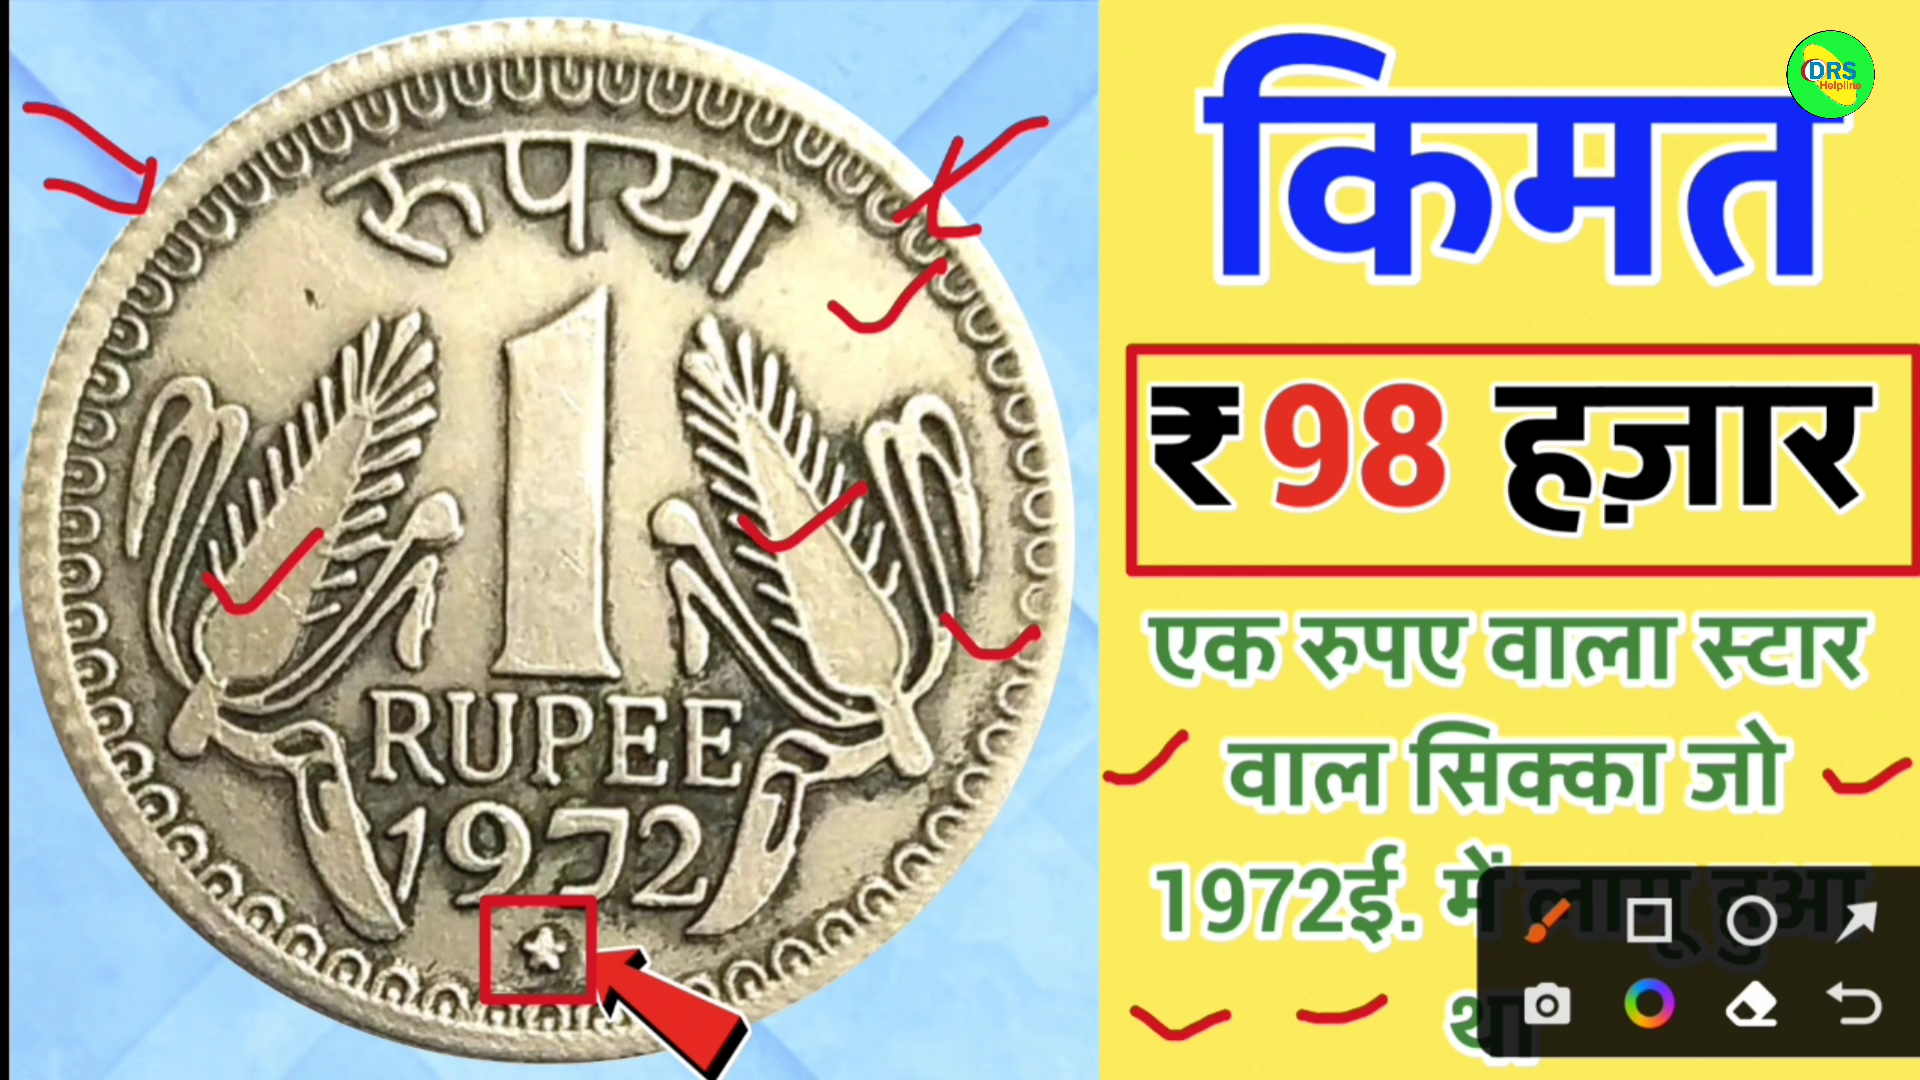 रूपया
1
RUPEE
1972
किमत
DRS
Helpline
₹98 हज़ार
एक रुपए वाला स्टार
वाल सिक्का जो
1972ई. में लागू हुआ
था